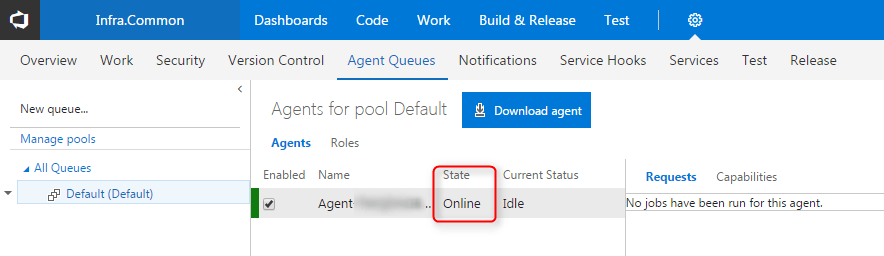 Infra.Common Dashboards Code Work Build & Release Test
Overview Work Security Version Control Agent Queues Notifications Service Hooks Services Test Release
New queue...
Manage pools
All Queues
Default (Default)
Agents for pool Default Download agent
Agents Roles
Enabled Name State Current Status
Agent .. Online Idle
Requests Capabilities
No jobs have been run for this agent.